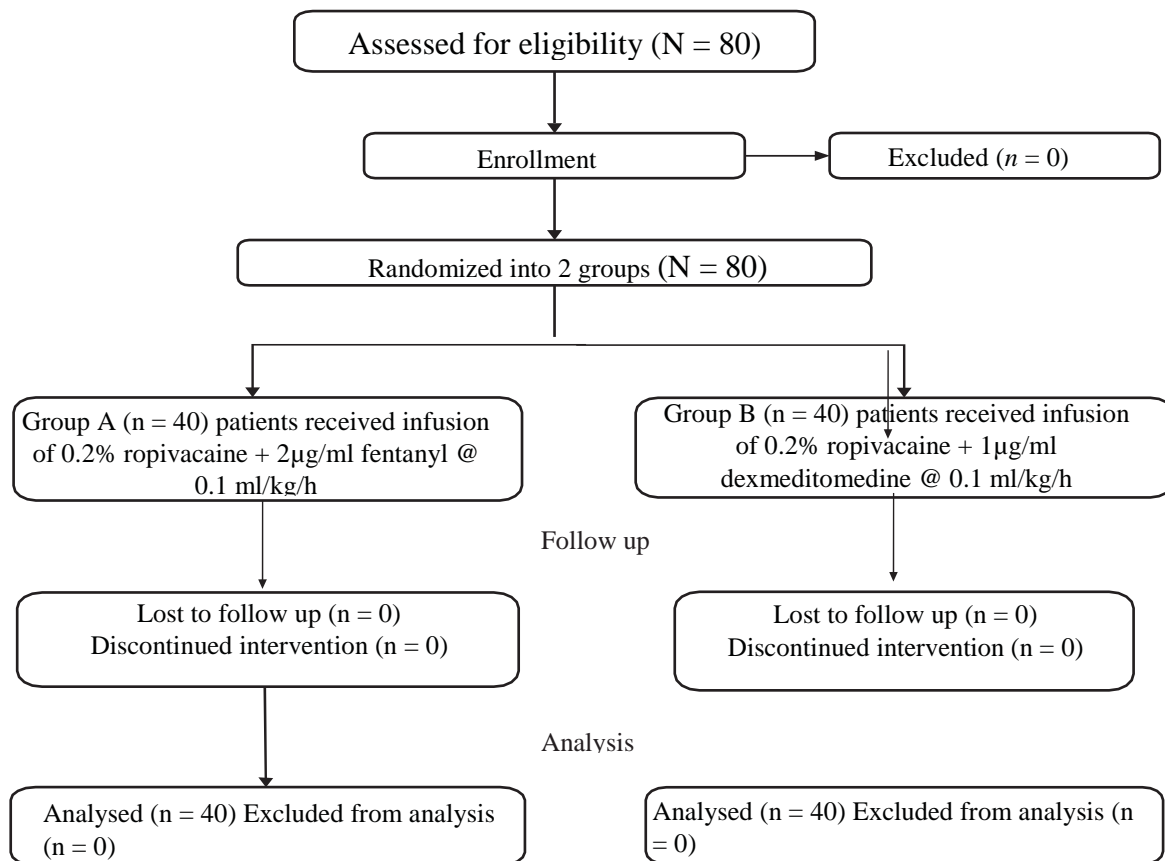 Assessed for eligibility (N = 80)
Enrollment
Excluded (n = 0)
Randomized into 2 groups (N = 80)
Group A (n = 40) patients received infusion
of 0.2% ropivacaine + 2µg/ml fentanyl @
0.1 ml/kg/h
Group B (n = 40) patients received infusion
of 0.2% ropivacaine + 1µg/ml
dexmeditomedine @ 0.1 ml/kg/h
Follow up
Lost to follow up (n = 0)
Discontinued intervention (n = 0)
Lost to follow up (n = 0)
Discontinued intervention (n = 0)
Analysis
Analysed (n = 40) Excluded from analysis
(n = 0)
Analysed (n = 40) Excluded from analysis (n
= 0)